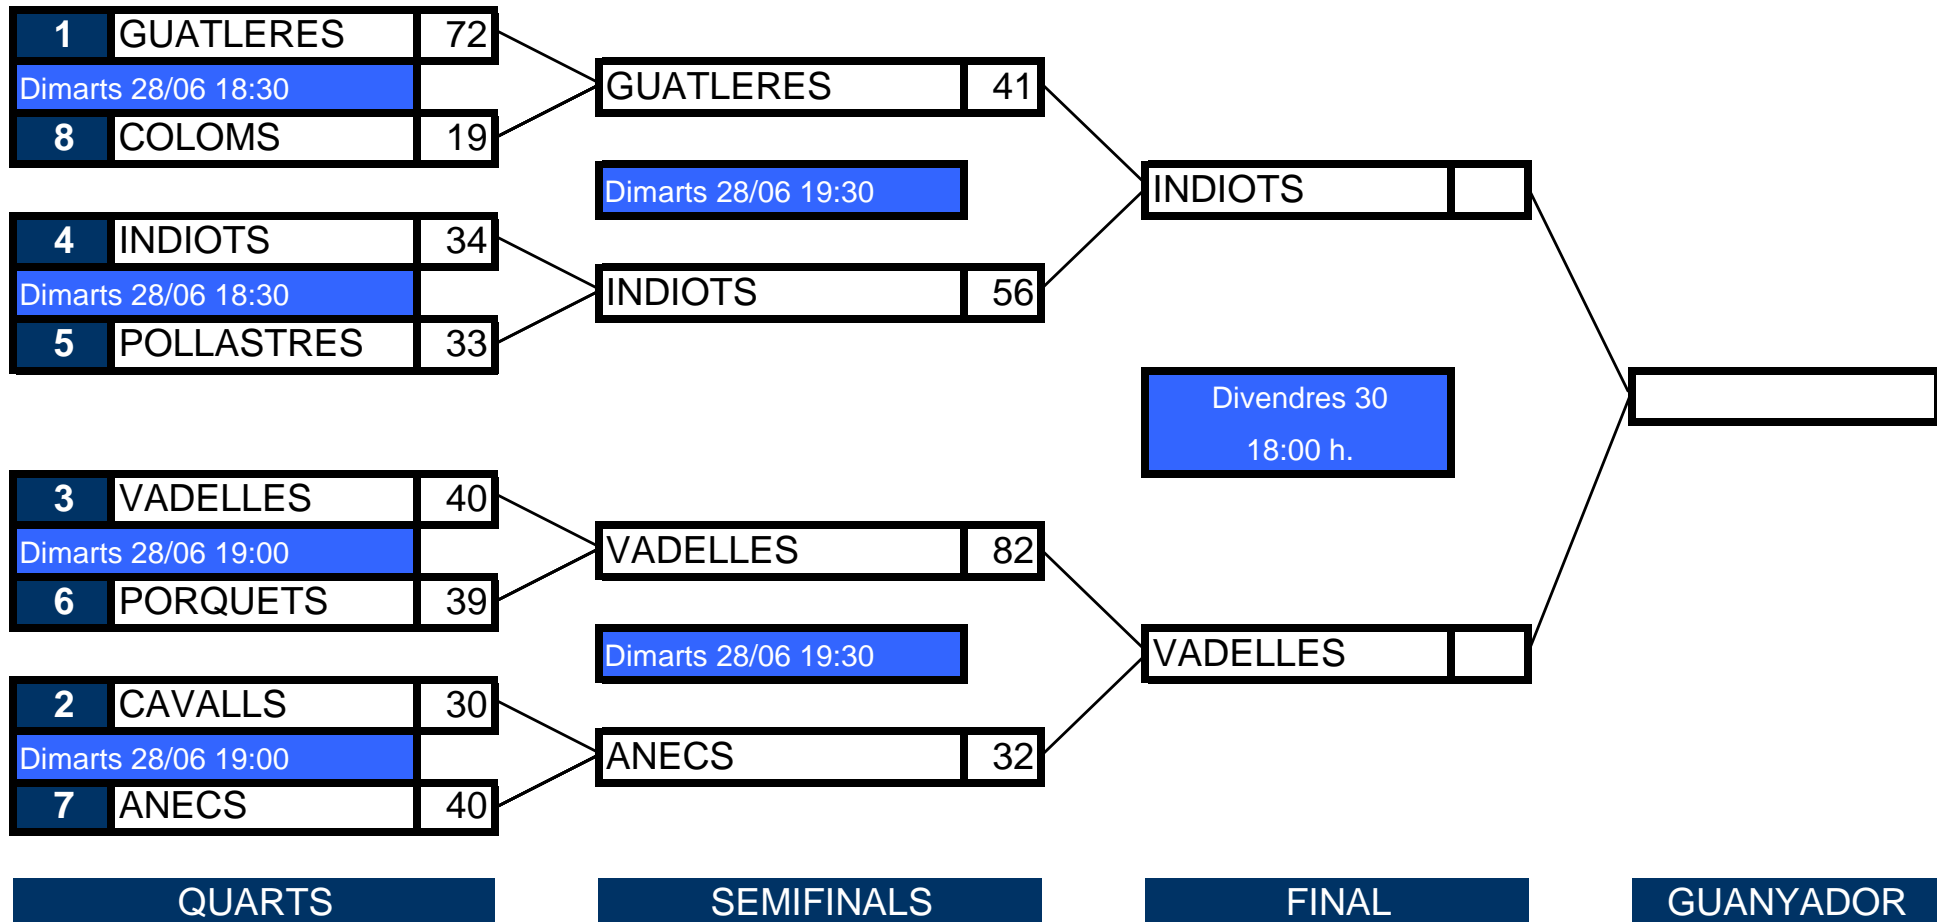 1 GUATLERES 72
Dimarts 28/06 18:30
8 COLOMS 19
4 INDIOTS 34
Dimarts 28/06 18:30
5 POLLASTRES 33
3 VADELLES 40
Dimarts 28/06 19:00
6 PORQUETS 39
2 CAVALLS 30
Dimarts 28/06 19:00
7 ANECS 40
QUARTS
GUATLERES 41
Dimarts 28/06 19:30
INDIOTS 56
VADELLES 82
Dimarts 28/06 19:30
ANECS 32
SEMIFINALS
INDIOTS
Divendres 30
18:00 h.
VADELLES
FINAL
GUANYADOR